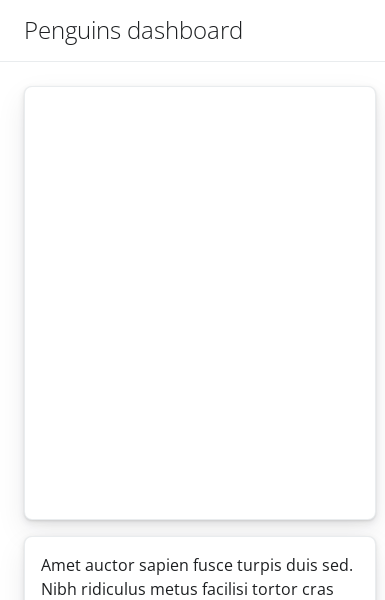 Penguins dashboard
Amet auctor sapien fusce turpis duis sed.
Nibh ridiculus metus facilisi tortor cras